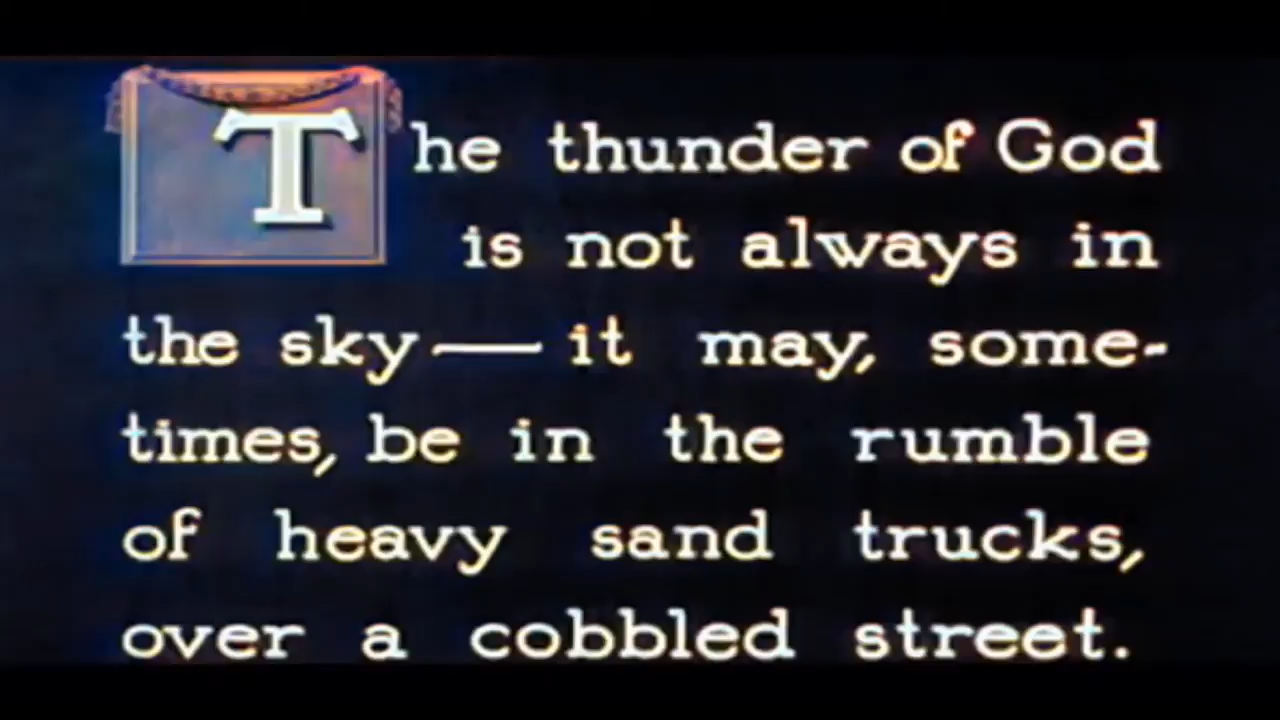 The thunder of God
is not always in
the sky — it may, some-
times, be in the rumble
of heavy sand trucks,
over a cobbled street.